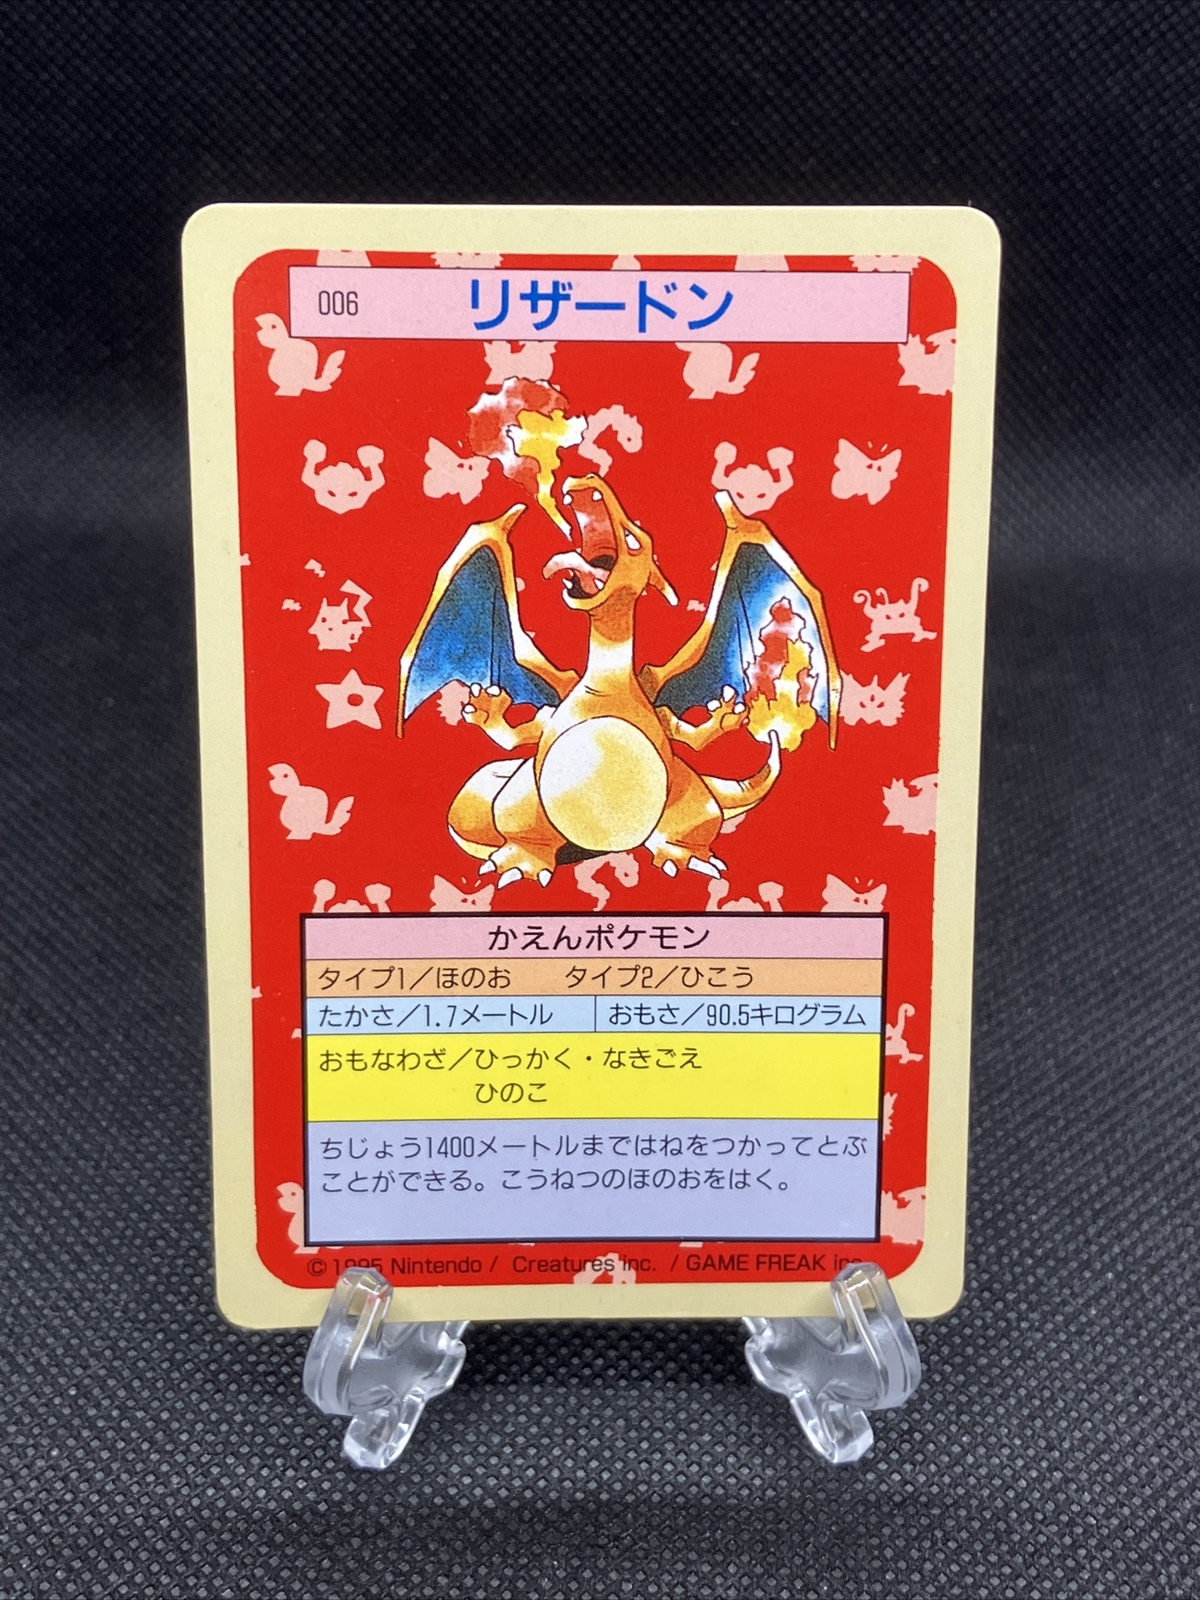 006 リザードン
かえんポケモン
タイプ1／ほのお タイプ2／ひこう
たかさ／1.7メートル おもさ／90.5キログラム
おもなわざ／ひっかく・なきごえ
ひのこ
ちじょう1400メートルまではねをつかってとぶ
ことができる。こうねつのほのおをはく。
© 1995 Nintendo / Creatures inc. / GAME FREAK inc.